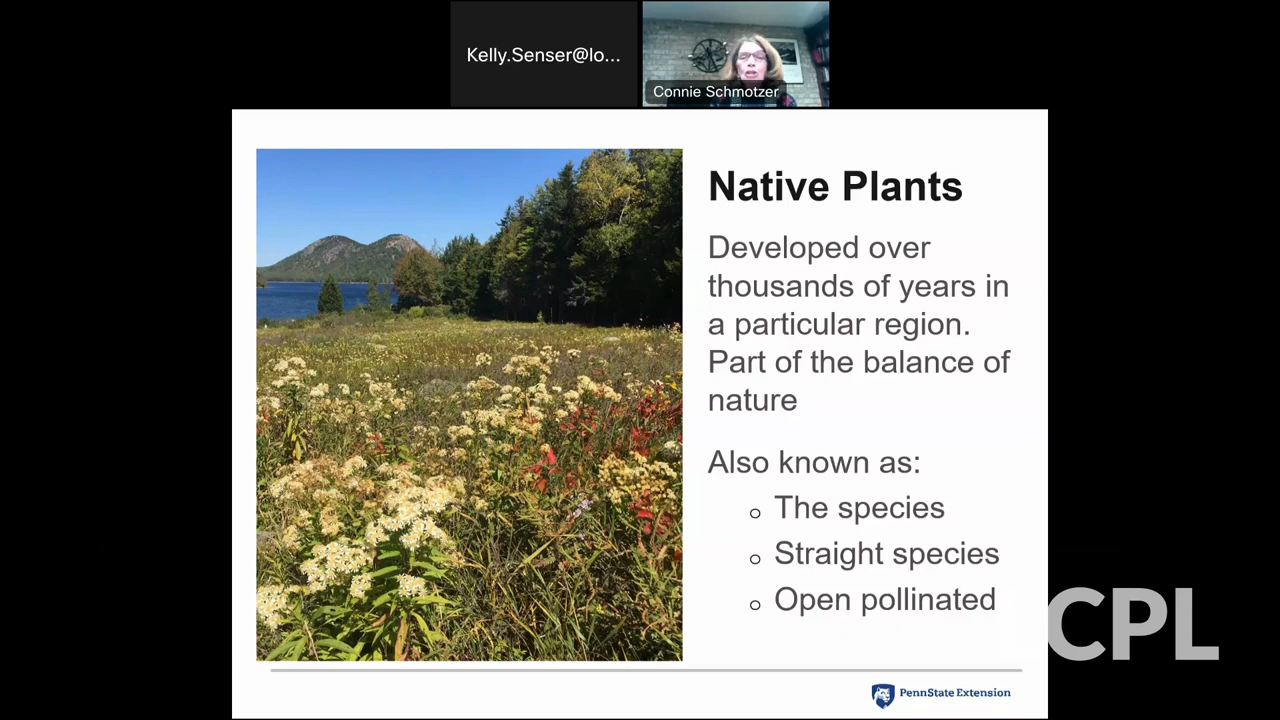 Kelly.Senser@lo...
Connie Schmotzer
Native Plants
Developed over
thousands of years in
a particular region.
Part of the balance of
nature
Also known as:
The species
Straight species
Open pollinated
CPL
PennState Extension